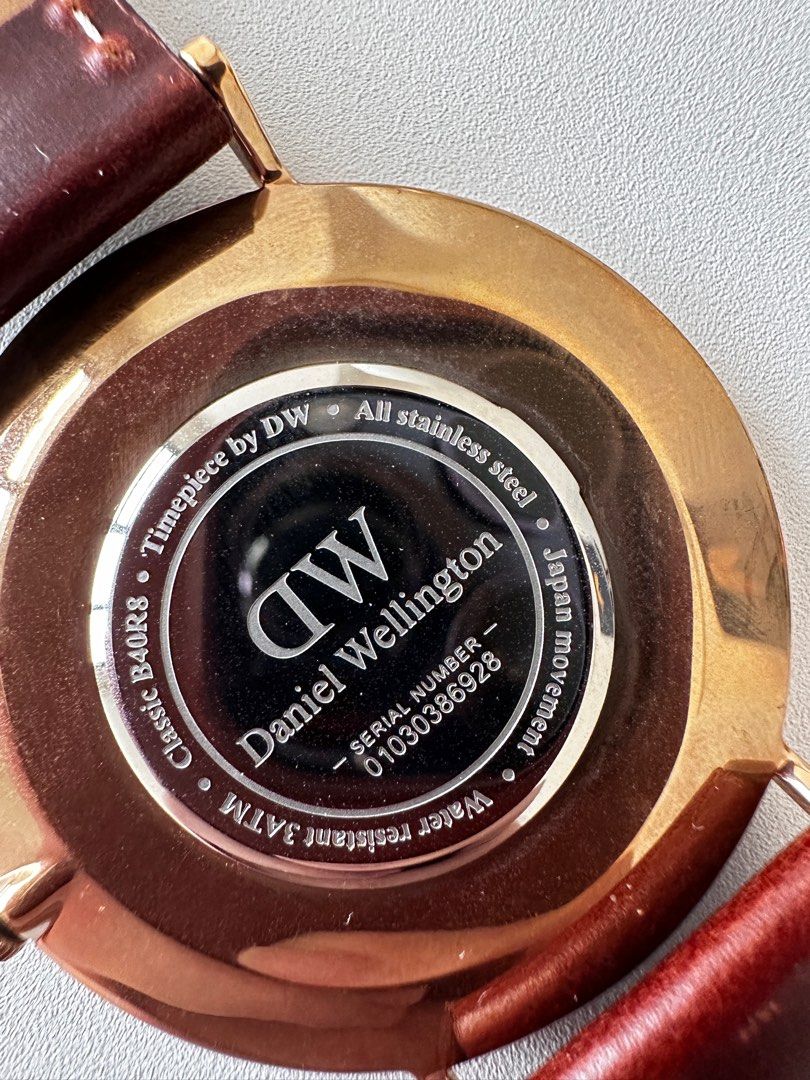 Timepiece by DW • All stainless steel • Japan movement • Water resistant 3ATM • Classic B40R8 •
DW
Daniel Wellington
– SERIAL NUMBER –
01030386928